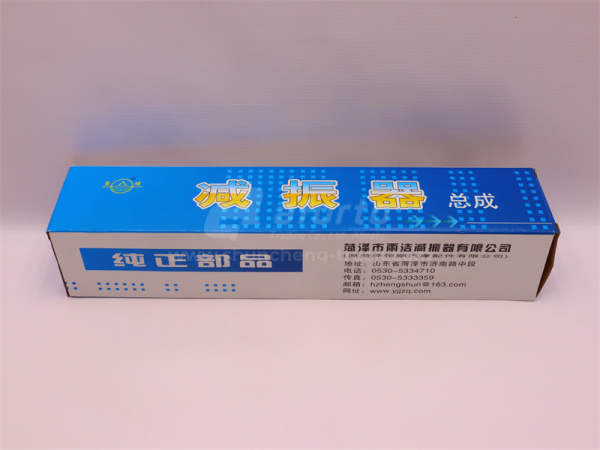 减振器 总成
纯正部品
菏泽市雨洁减振器有限公司
地址：山东省菏泽市济南路中段
电话：0530-5334710
传真：0530-5333359
邮箱：hzhengshun@163.com
网址：www.yjjzq.com